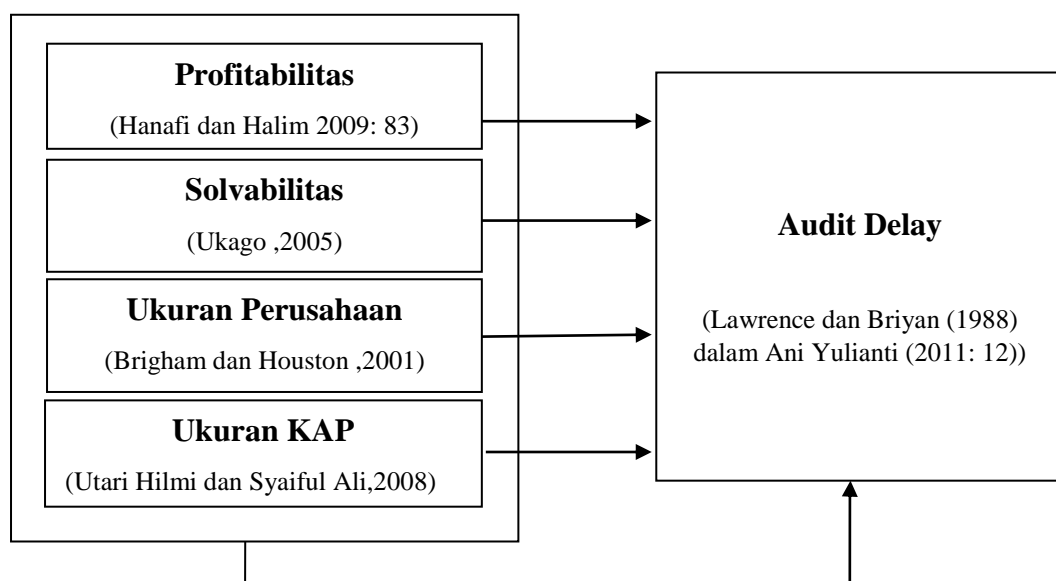 Profitabilitas
(Hanafi dan Halim 2009: 83)
Solvabilitas
(Ukago ,2005)
Ukuran Perusahaan
(Brigham dan Houston ,2001)
Ukuran KAP
(Utari Hilmi dan Syaiful Ali,2008)
Audit Delay
(Lawrence dan Briyan (1988)
dalam Ani Yulianti (2011: 12))